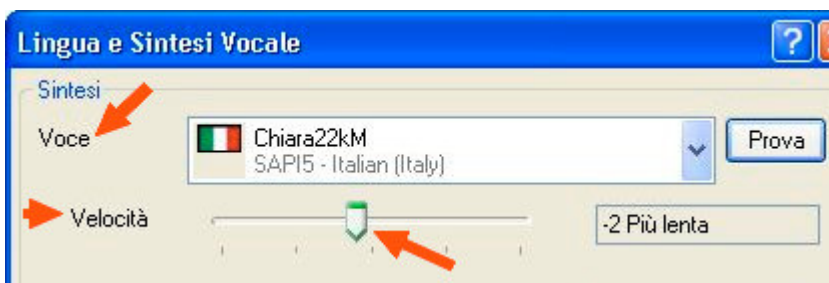 Lingua e Sintesi Vocale
Sintesi
Voce
Chiara22kM
SAPI5 - Italian (Italy)
Prova
Velocità
-2 Più lenta